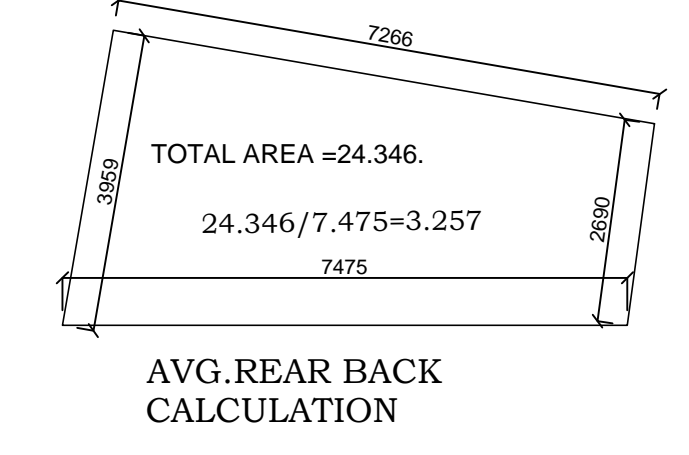 7266
TOTAL AREA =24.346.
3959
24.346/7.475=3.257
2690
7475
AVG.REAR BACK
CALCULATION